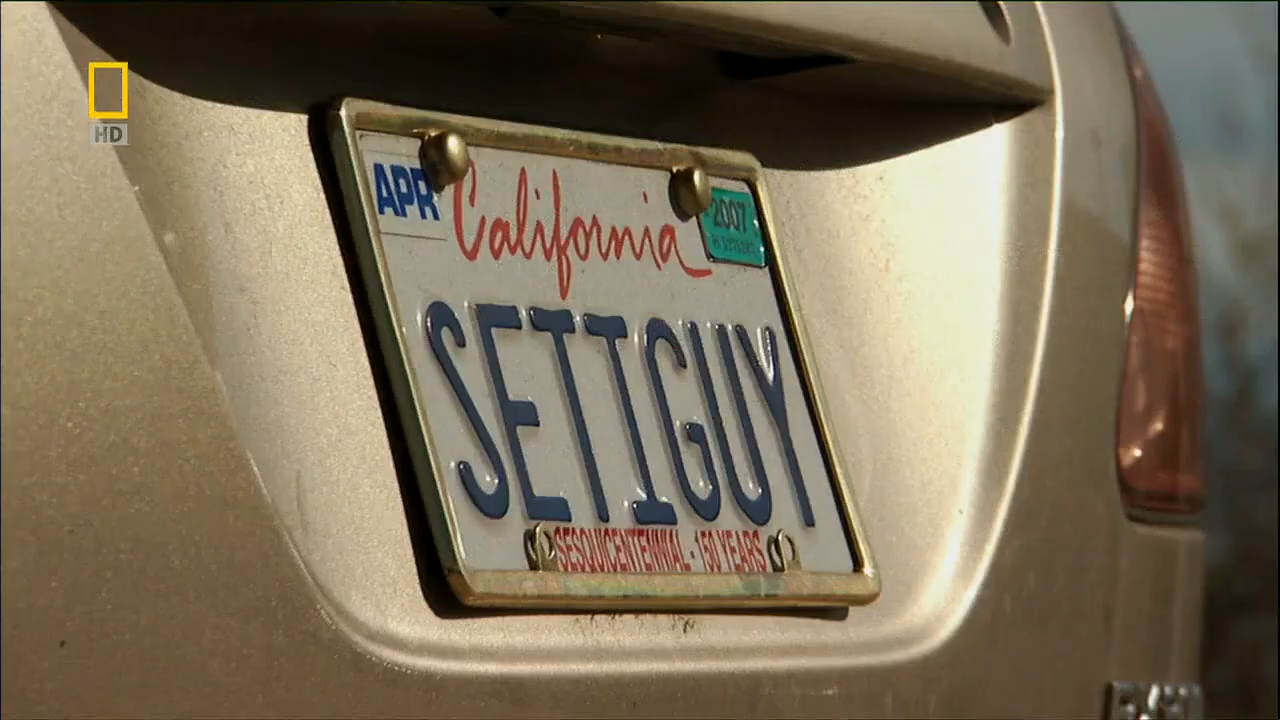 HD
APR
California
2007
SETIGUY
SESQUICENTENNIAL - 150 YEARS